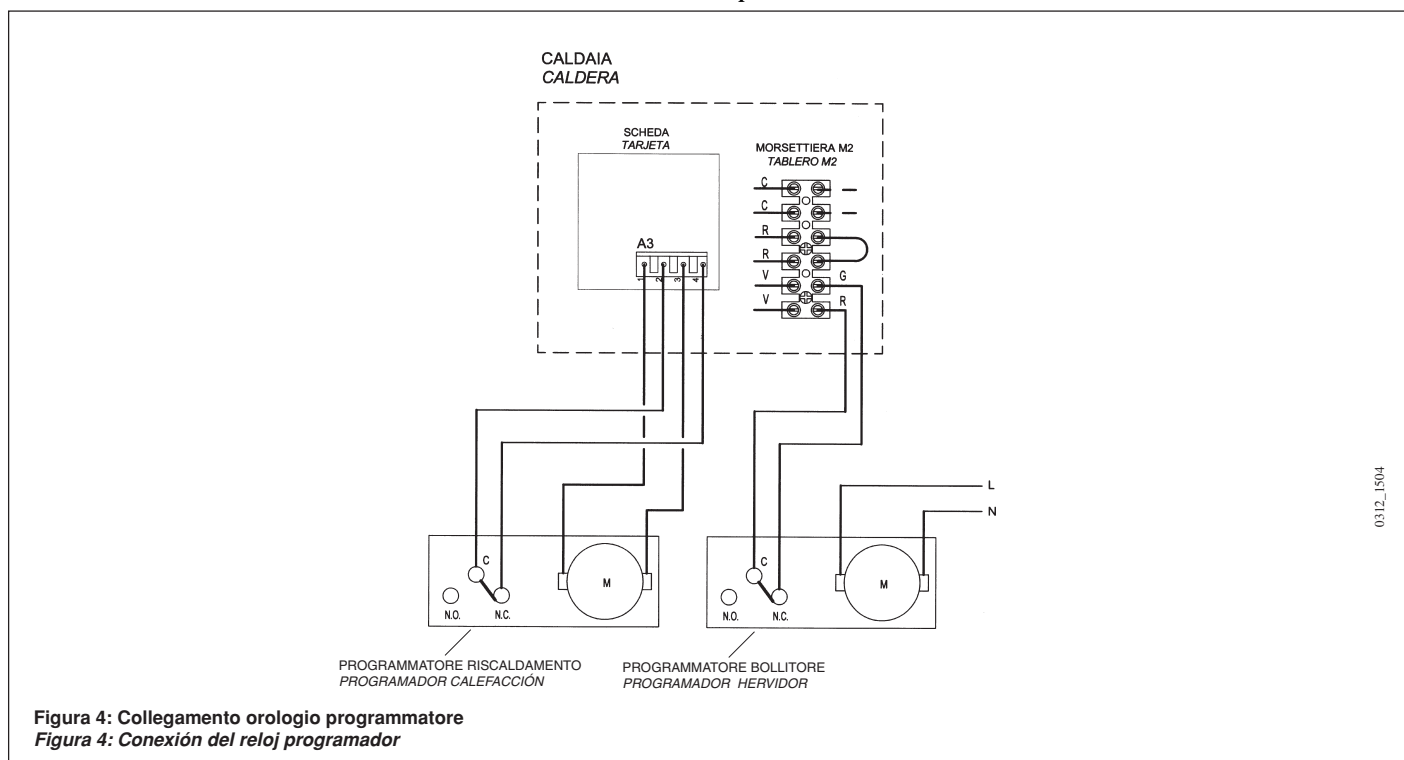 CALDAIA
CALDERA
SCHEDA
TARJETA
MORSETTIERA M2
TABLERO M2
C
C
R
R
V
V
G
R
A3
1 2 3 4
L
N
C
M
N.O. N.C.
C
M
N.O. N.C.
PROGRAMMATORE RISCALDAMENTO
PROGRAMADOR CALEFACCIÓN
PROGRAMMATORE BOLLITORE
PROGRAMADOR HERVIDOR
0312_1504
Figura 4: Collegamento orologio programmatore
Figura 4: Conexión del reloj programador